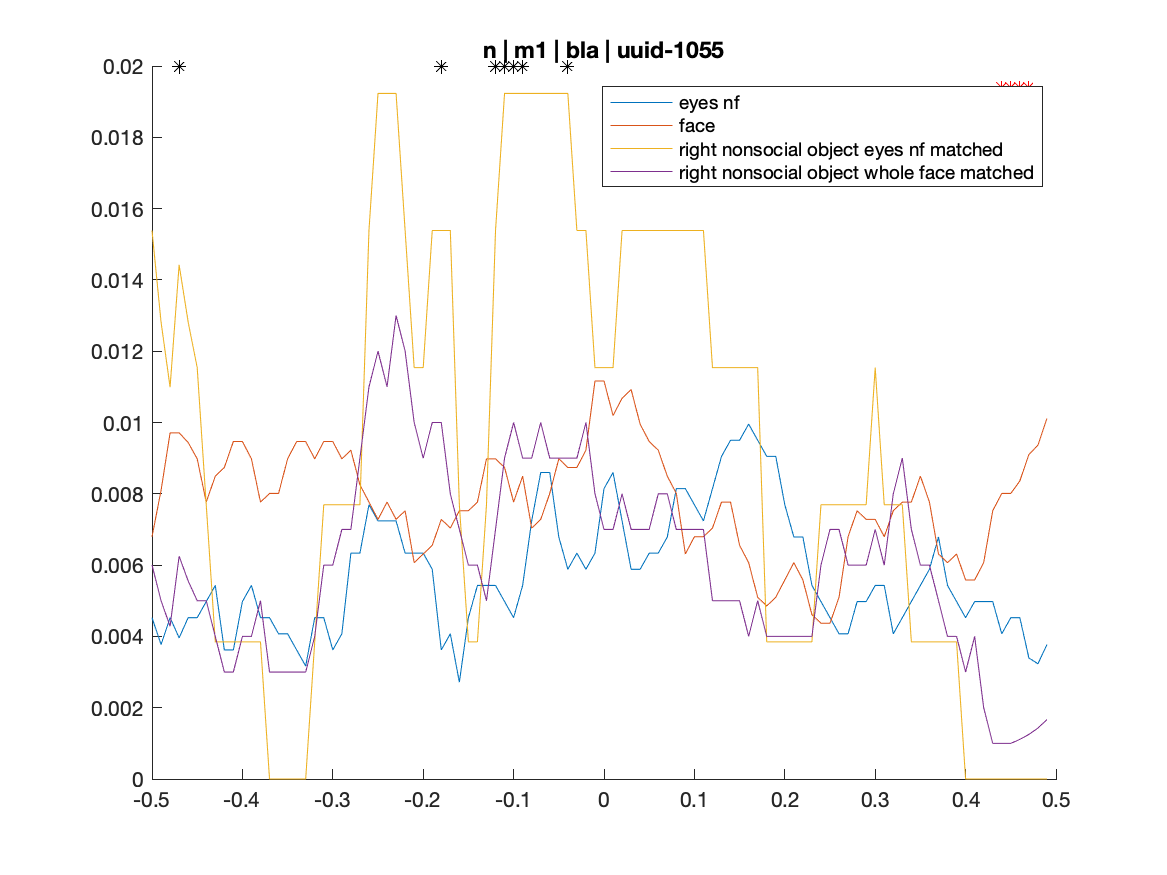 n | m1 | bla | uuid-1055
0.02
0.018
0.016
0.014
0.012
0.01
0.008
0.006
0.004
0.002
0
eyes nf
face
right nonsocial object eyes nf matched
right nonsocial object whole face matched
-0.5 -0.4 -0.3 -0.2 -0.1 0 0.1 0.2 0.3 0.4 0.5